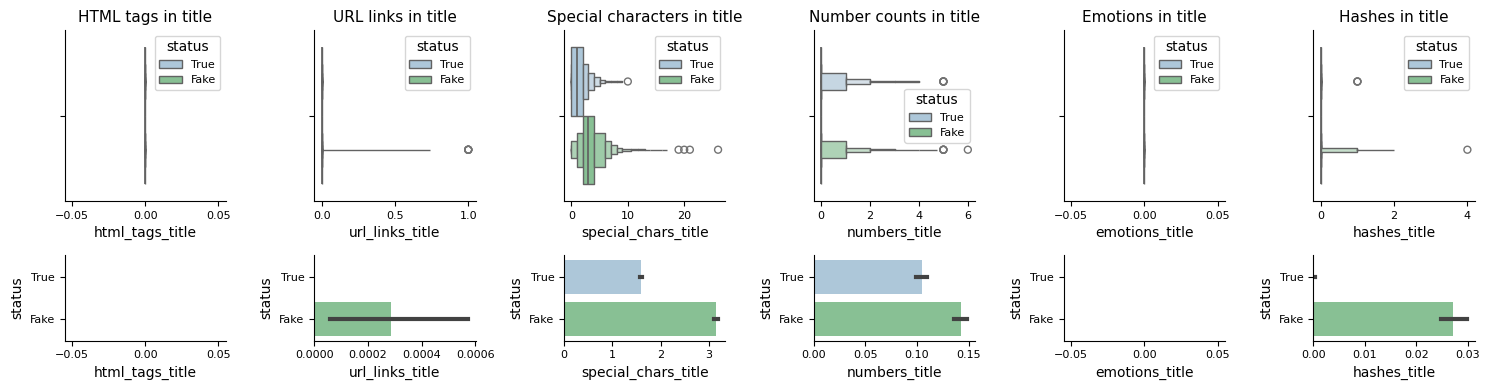 HTML tags in title
status
True
Fake
−0.05
0.00
0.05
html_tags_title
URL links in title
status
True
Fake
0.0
0.5
1.0
url_links_title
Special characters in title
status
True
Fake
0
10
20
special_chars_title
Number counts in title
status
True
Fake
0
2
4
6
numbers_title
Emotions in title
status
True
Fake
−0.05
0.00
0.05
emotions_title
Hashes in title
status
True
Fake
0
2
4
hashes_title
status
True
Fake
−0.05
0.00
0.05
html_tags_title
status
True
Fake
0.0000
0.0002
0.0004
0.0006
url_links_title
status
True
Fake
0
1
2
3
special_chars_title
status
True
Fake
0.00
0.05
0.10
0.15
numbers_title
status
True
Fake
−0.05
0.00
0.05
emotions_title
status
True
Fake
0.00
0.01
0.02
0.03
hashes_title